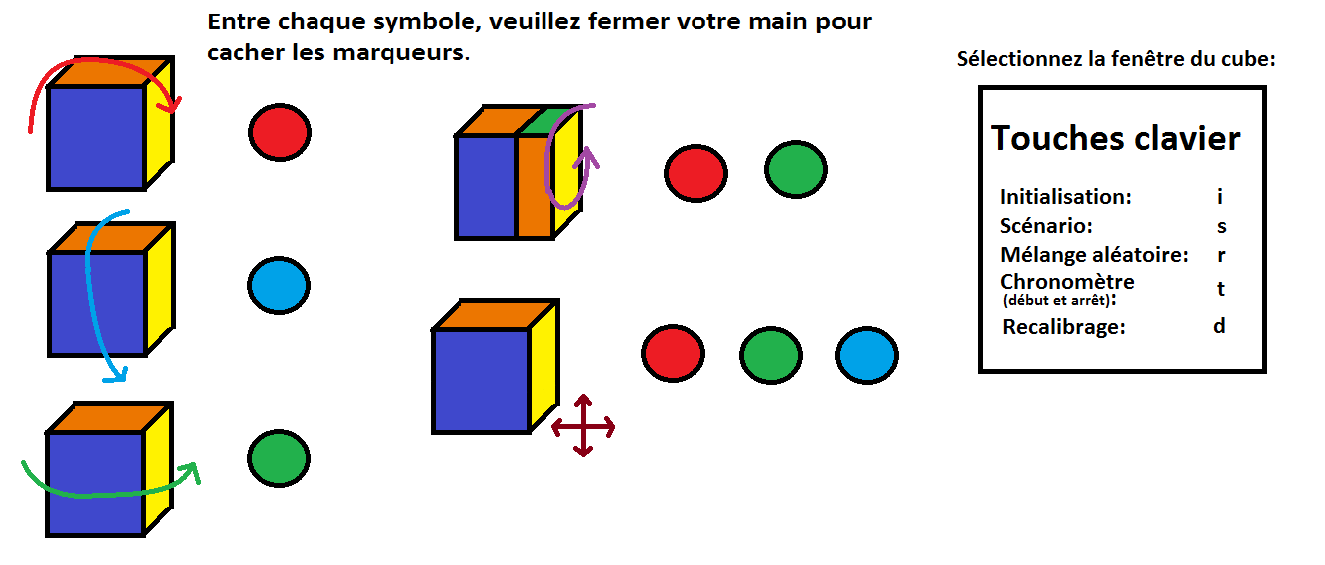 Entre chaque symbole, veuillez fermer votre main pour
cacher les marqueurs.
Sélectionnez la fenêtre du cube:
Touches clavier
Initialisation: i
Scénario: s
Mélange aléatoire: r
Chronomètre
(début et arrêt): t
Recalibrage: d